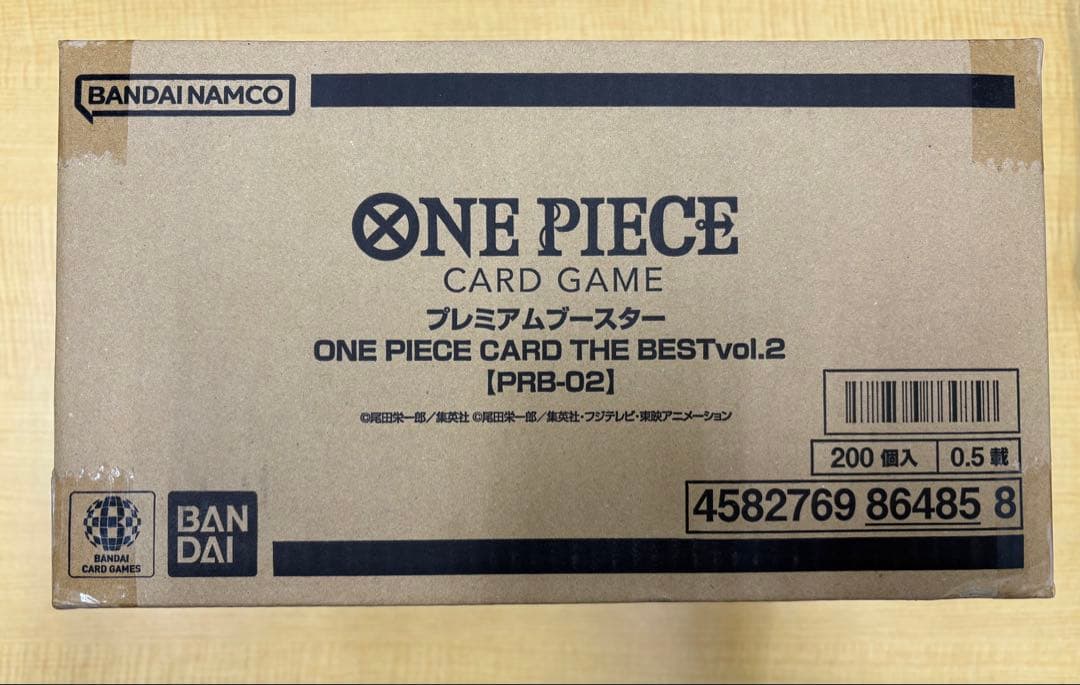 BANDAI NAMCO
ONE PIECE
CARD GAME
プレミアムブースター
ONE PIECE CARD THE BESTvol.2
【PRB-02】
©尾田栄一郎／集英社 ©尾田栄一郎／集英社・フジテレビ・東映アニメーション
200 個入 0.5 載
4582769 86485 8
BANDAI
CARD GAMES
BAN
DAI